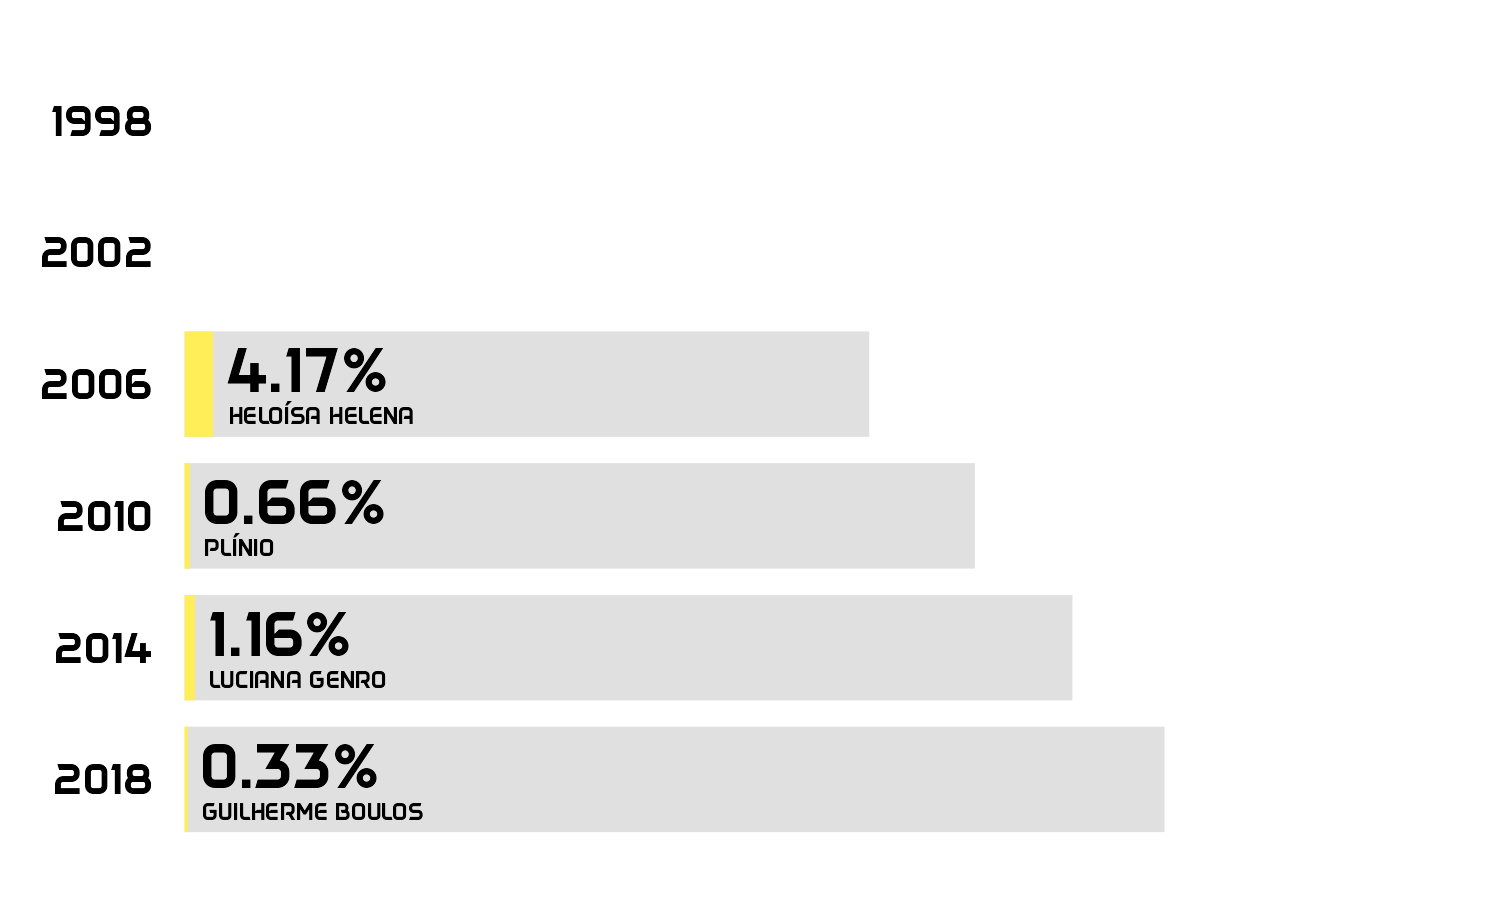 1998
2002
2006
4.17%
HELOÍSA HELENA
2010
0.66%
PLÍNIO
2014
1.16%
LUCIANA GENRO
2018
0.33%
GUILHERME BOULOS